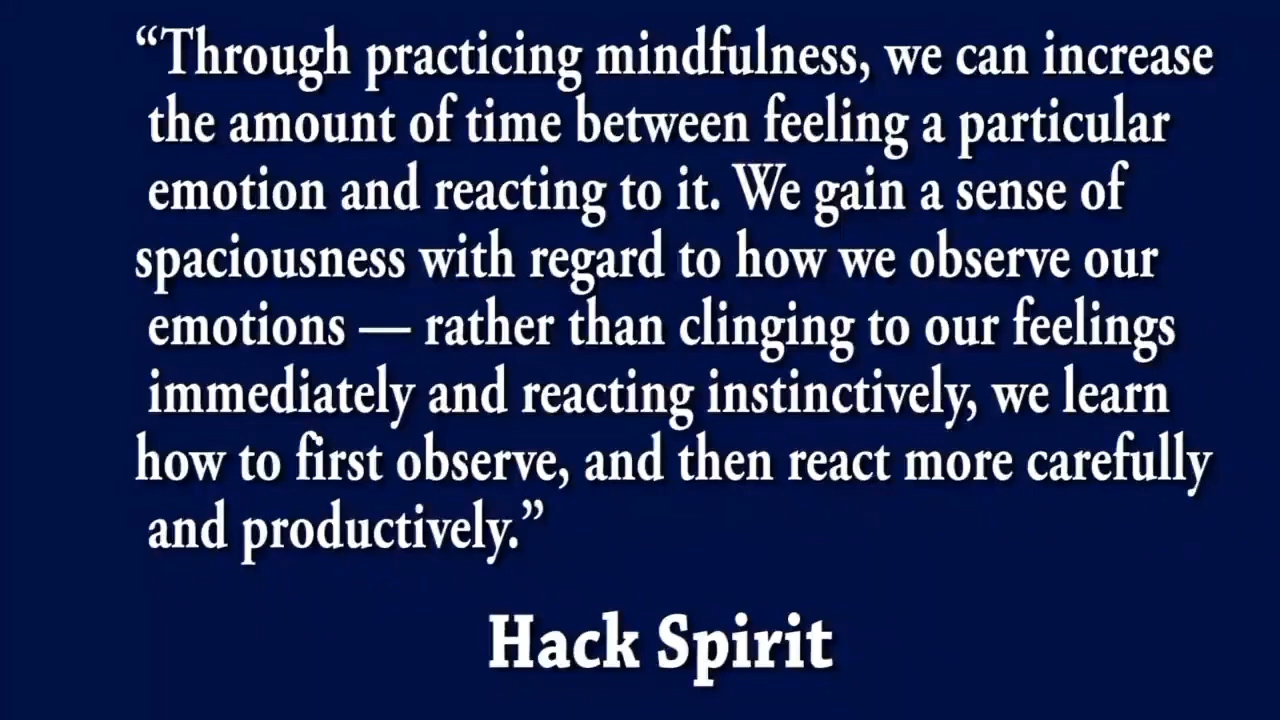 “Through practicing mindfulness, we can increase
the amount of time between feeling a particular
emotion and reacting to it. We gain a sense of
spaciousness with regard to how we observe our
emotions — rather than clinging to our feelings
immediately and reacting instinctively, we learn
how to first observe, and then react more carefully
and productively.”
Hack Spirit